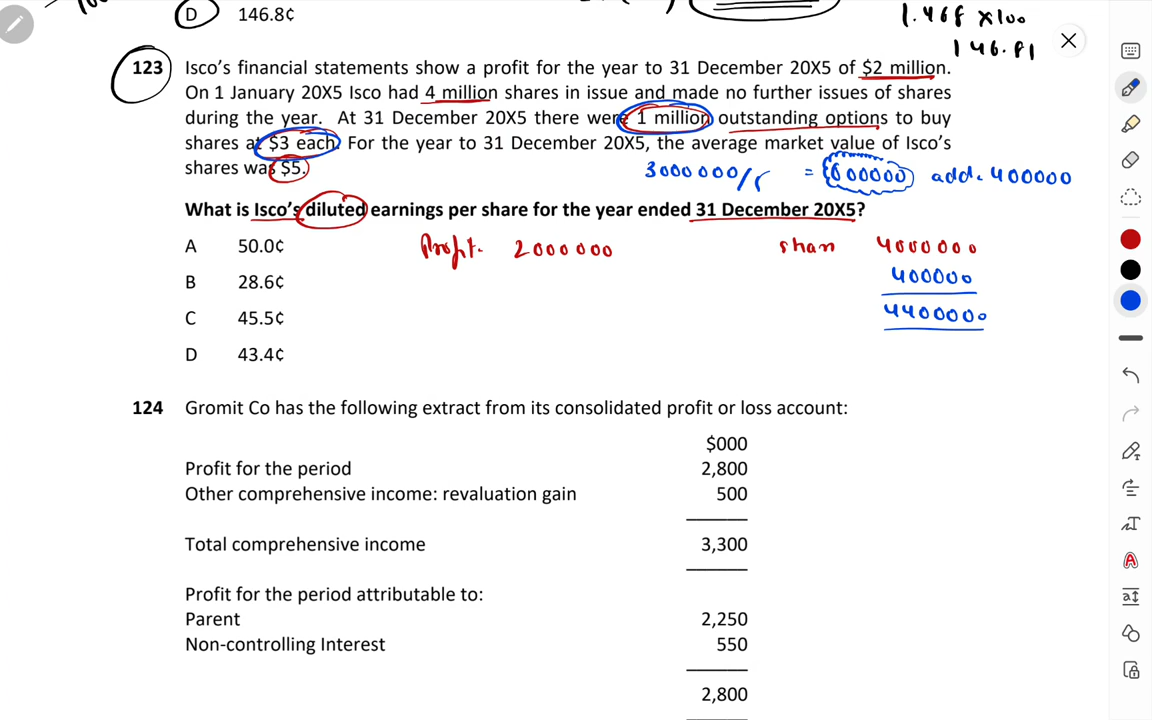 D 146.8¢
1.468 x100
146.81
123 Isco’s financial statements show a profit for the year to 31 December 20X5 of $2 million.
On 1 January 20X5 Isco had 4 million shares in issue and made no further issues of shares
during the year. At 31 December 20X5 there were 1 million outstanding options to buy
shares at $3 each. For the year to 31 December 20X5, the average market value of Isco’s
shares was $5.
3000000/5 = 600000 add. 400000
What is Isco’s diluted earnings per share for the year ended 31 December 20X5?
A 50.0¢
Profit. 2000000
share 4000000
400000
B 28.6¢
4400000
C 45.5¢
D 43.4¢
124 Gromit Co has the following extract from its consolidated profit or loss account:
$000
Profit for the period 2,800
Other comprehensive income: revaluation gain 500
Total comprehensive income 3,300
Profit for the period attributable to:
Parent 2,250
Non-controlling Interest 550
2,800